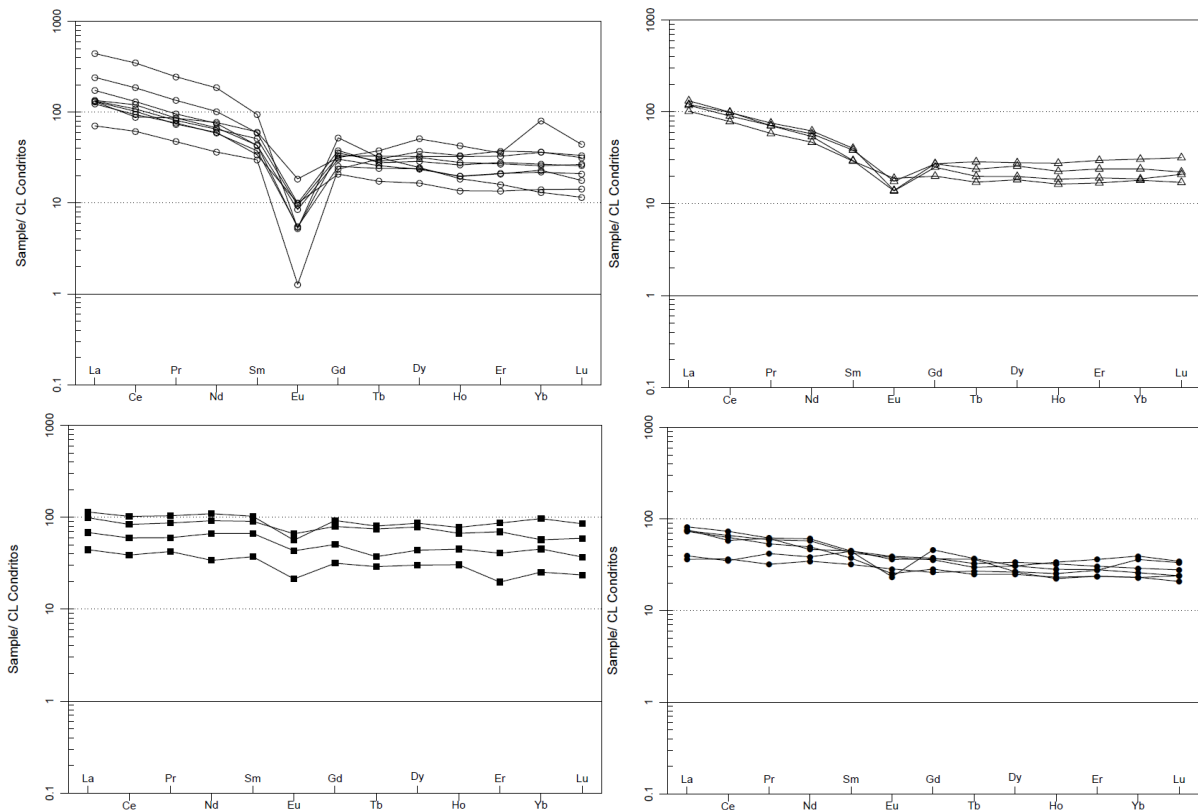 1000
100
10
1
0.1
Sample/ CL Condritos
La Pr Sm Gd Dy Er Lu
Ce Nd Eu Tb Ho Yb
1000
100
10
1
0.1
Sample/ CL Condritos
La Pr Sm Gd Dy Er Lu
Ce Nd Eu Tb Ho Yb
1000
100
10
1
0.1
Sample/ CL Condritos
La Pr Sm Gd Dy Er Lu
Ce Nd Eu Tb Ho Yb
1000
100
10
1
0.1
Sample/ CL Condritos
La Pr Sm Gd Dy Er Lu
Ce Nd Eu Tb Ho Yb